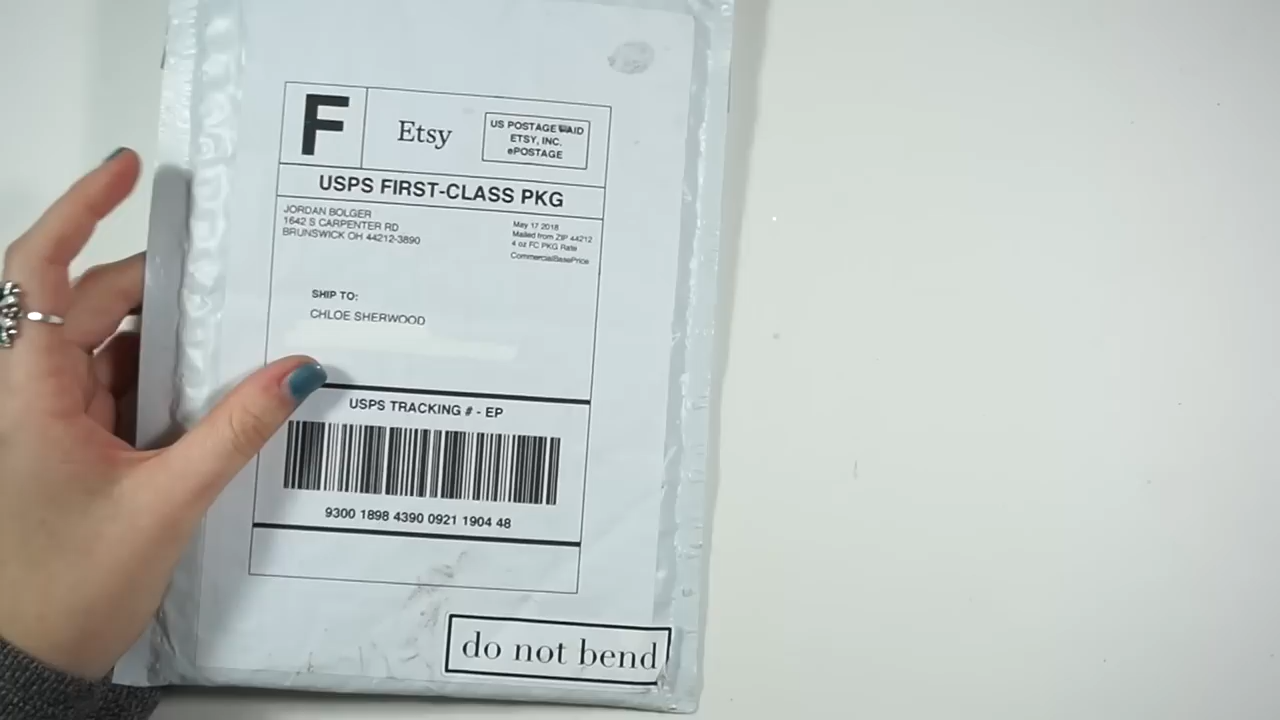 F
Etsy
US POSTAGE PAID
ETSY, INC.
ePOSTAGE
USPS FIRST-CLASS PKG
JORDAN BOLGER
1642 S CARPENTER RD
BRUNSWICK OH 44212-3890
May 17 2018
Mailed from ZIP 44212
4 oz FC PKG Rate
CommercialBasePrice
SHIP TO:
CHLOE SHERWOOD
USPS TRACKING # - EP
9300 1898 4390 0921 1904 48
do not bend